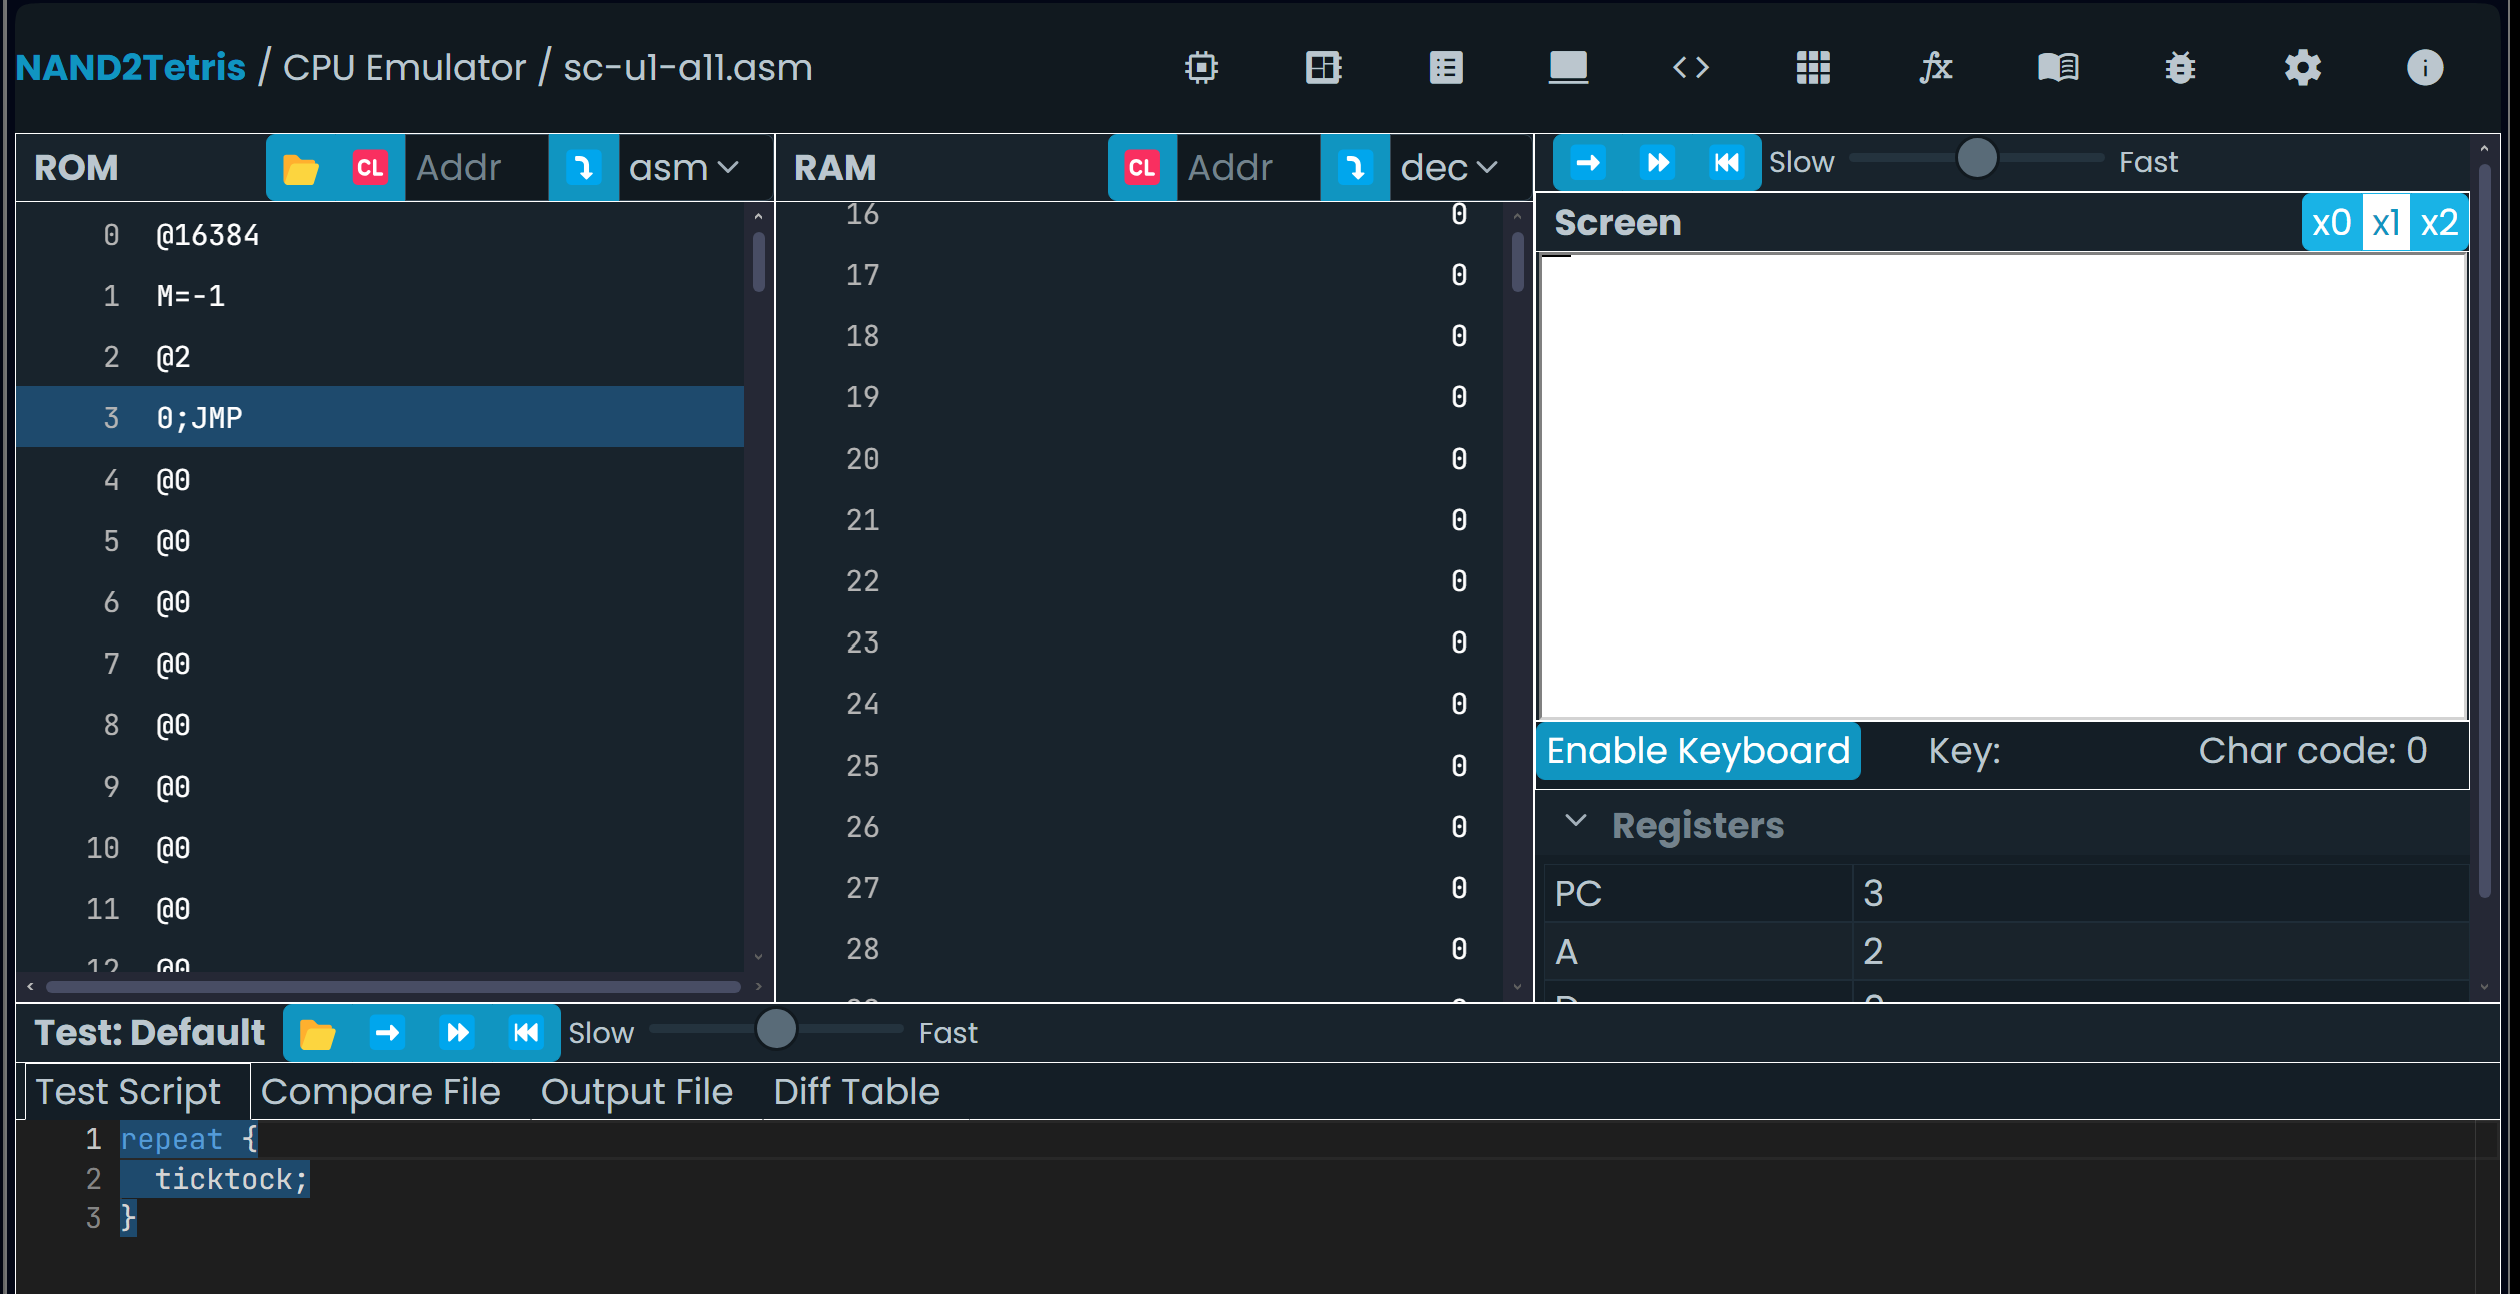 NAND2Tetris / CPU Emulator / sc-u1-a11.asm
ROM CL Addr asm
0 @16384
1 M=-1
2 @2
3 0;JMP
4 @0
5 @0
6 @0
7 @0
8 @0
9 @0
10 @0
11 @0
12 @0
RAM CL Addr dec
16 0
17 0
18 0
19 0
20 0
21 0
22 0
23 0
24 0
25 0
26 0
27 0
28 0
Slow Fast
Screen x0 x1 x2
Enable Keyboard Key: Char code: 0
Registers
PC 3
A 2
Test: Default Slow Fast
Test Script Compare File Output File Diff Table
1 repeat {
2 ticktock;
3 }